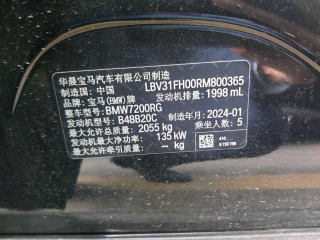 华晨宝马汽车有限公司制造
制造国：中国 LBV31FH00RM800365
品牌：宝马(BMW)牌 发动机排量：1998 mL
整车型号：BMW7200RG
发动机型号：B48B20C 制造年月：2024-01
最大允许总质量：2055 kg 乘坐人数：5
发动机最大净功率：135 kW
最大允许牵引质量：-- kg